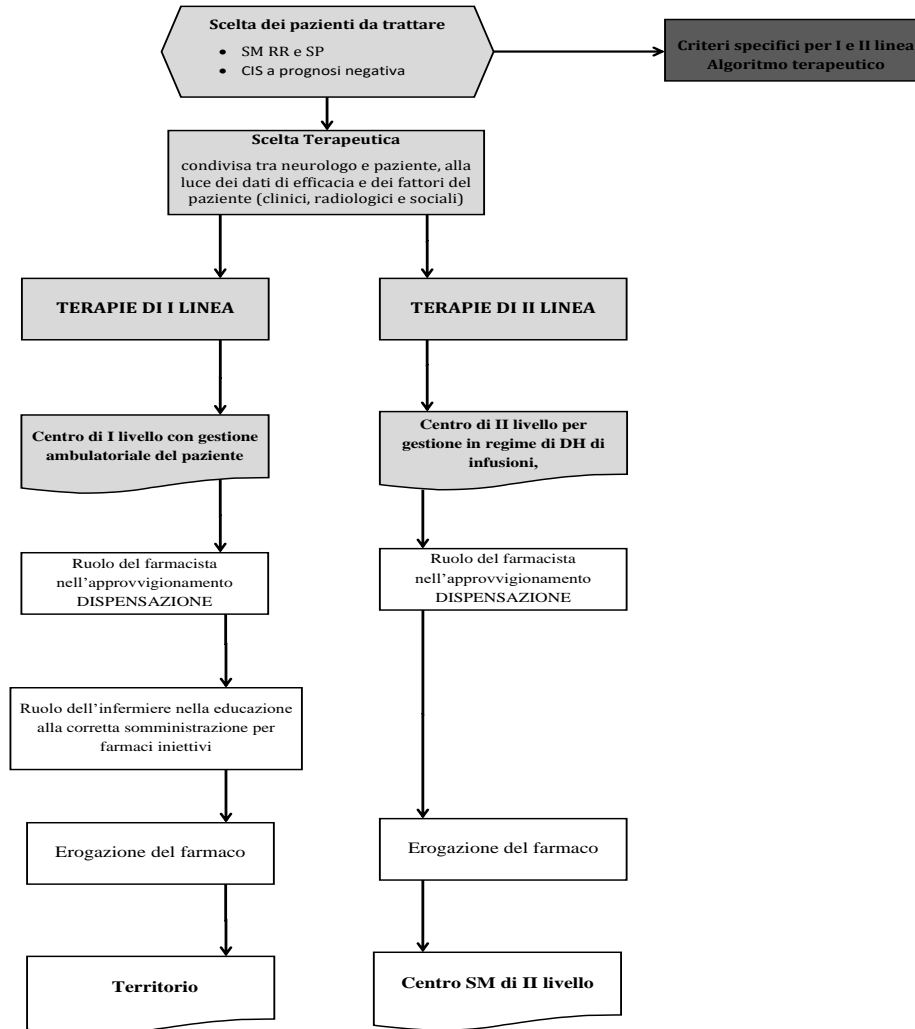 Scelta dei pazienti da trattare
SM RR e SP
CIS a prognosi negativa
Criteri specifici per I e II linea
Algoritmo terapeutico
Scelta Terapeutica
condivisa tra neurologo e paziente, alla
luce dei dati di efficacia e dei fattori del
paziente (clinici, radiologici e sociali)
TERAPIE DI I LINEA
TERAPIE DI II LINEA
Centro di I livello con gestione
ambulatoriale del paziente
Centro di II livello per
gestione in regime di DH di
infusioni,
Ruolo del farmacista
nell'approvvigionamento
DISPENSAZIONE
Ruolo del farmacista
nell'approvvigionamento
DISPENSAZIONE
Ruolo dell'infermiere nella educazione
alla corretta somministrazione per
farmaci iniettivi
Erogazione del farmaco
Erogazione del farmaco
Territorio
Centro SM di II livello